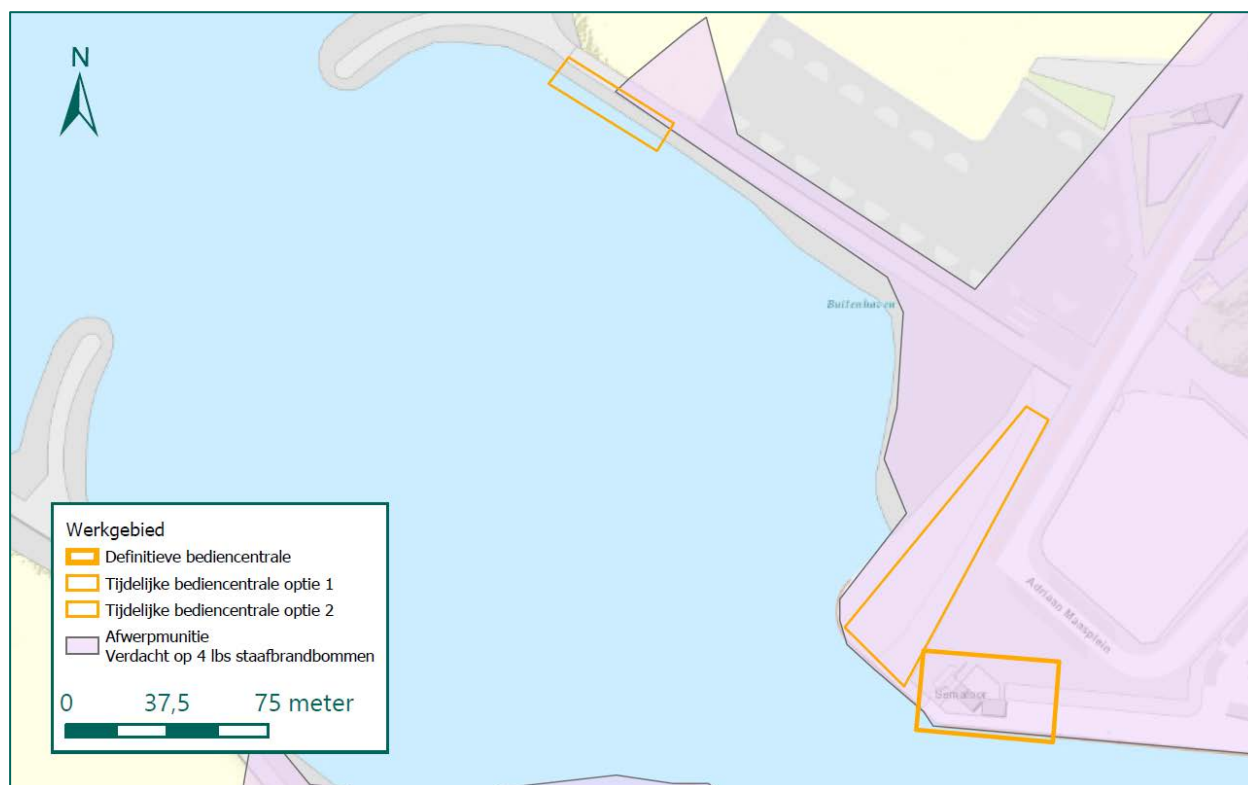 N
Buitenhaven
Adriaan Maasplein
Semafoor
Werkgebied
Definitieve bediencentrale
Tijdelijke bediencentrale optie 1
Tijdelijke bediencentrale optie 2
Afwerpmunitie
Verdacht op 4 lbs staafbrandbommen
0 37,5 75 meter